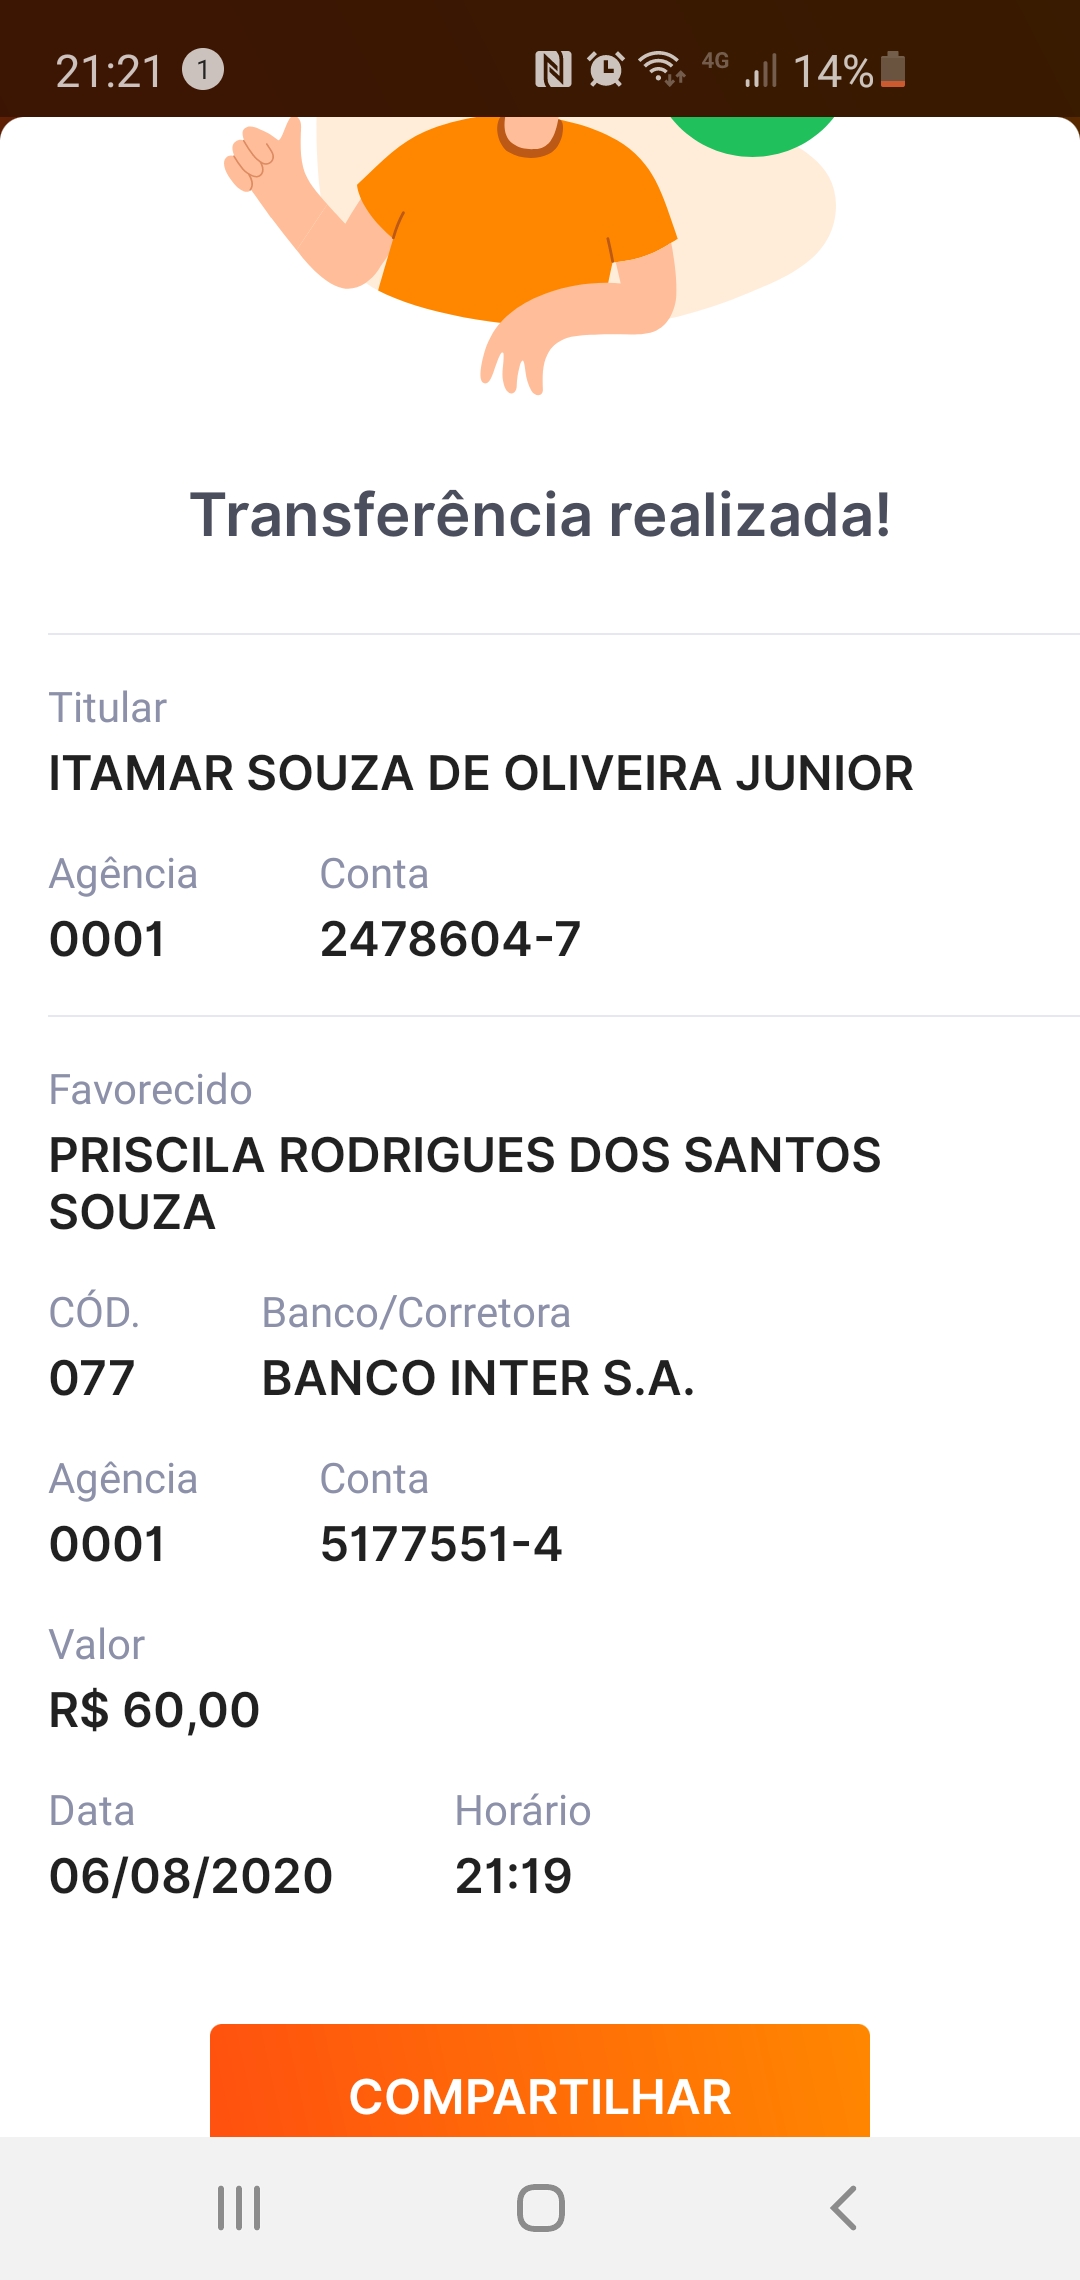 21:21 1 4G 14%
Transferência realizada!
Titular
ITAMAR SOUZA DE OLIVEIRA JUNIOR
Agência Conta
0001 2478604-7
Favorecido
PRISCILA RODRIGUES DOS SANTOS
SOUZA
CÓD. Banco/Corretora
077 BANCO INTER S.A.
Agência Conta
0001 5177551-4
Valor
R$ 60,00
Data Horário
06/08/2020 21:19
COMPARTILHAR